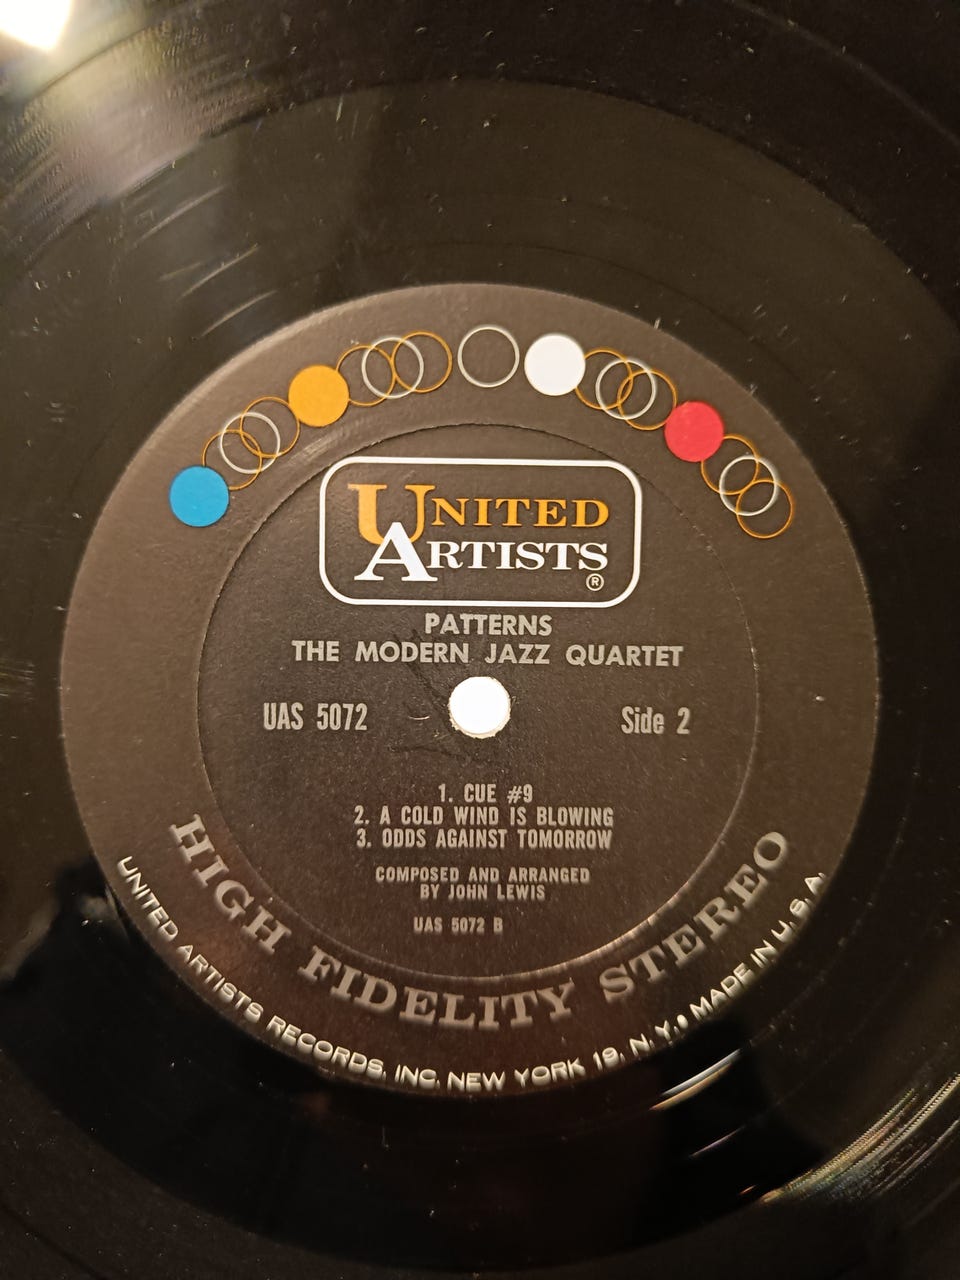 UNITED
ARTISTS
®
PATTERNS
THE MODERN JAZZ QUARTET
UAS 5072
Side 2
1. CUE #9
2. A COLD WIND IS BLOWING
3. ODDS AGAINST TOMORROW
COMPOSED AND ARRANGED
BY JOHN LEWIS
UAS 5072 B
HIGH FIDELITY STEREO
UNITED ARTISTS RECORDS, INC. NEW YORK 19, N.Y. • MADE IN U.S.A.